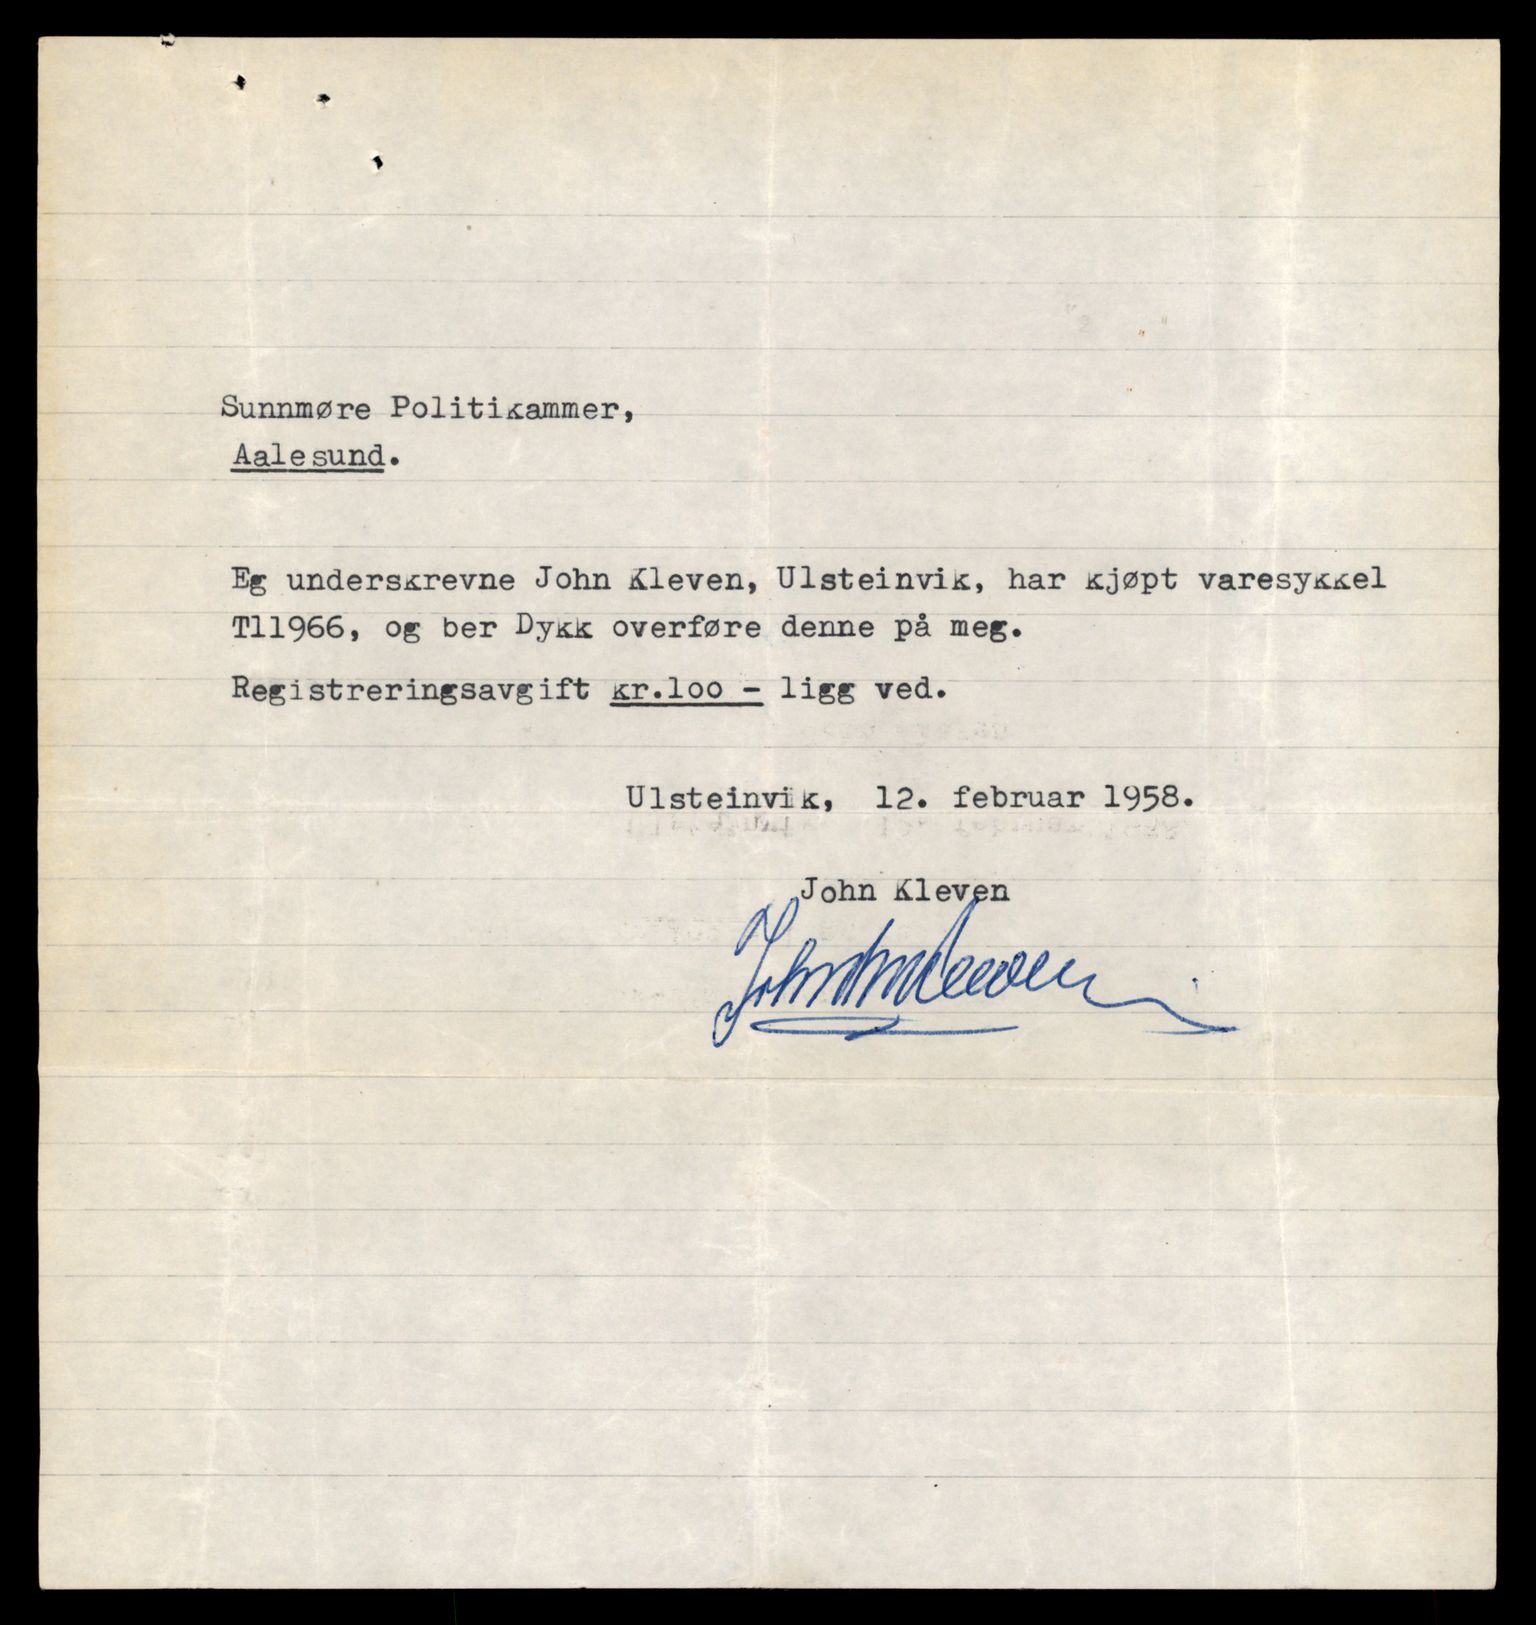 Sunnmøre Politikammer,
Aalesund.
Eg underskrevne John Kleven, Ulsteinvik, har kjøpt varesykkel
T11966, og ber Dykk overføre denne på meg.
Registreringsavgift kr.100 - ligg ved.
Ulsteinvik, 12. februar 1958.
John Kleven